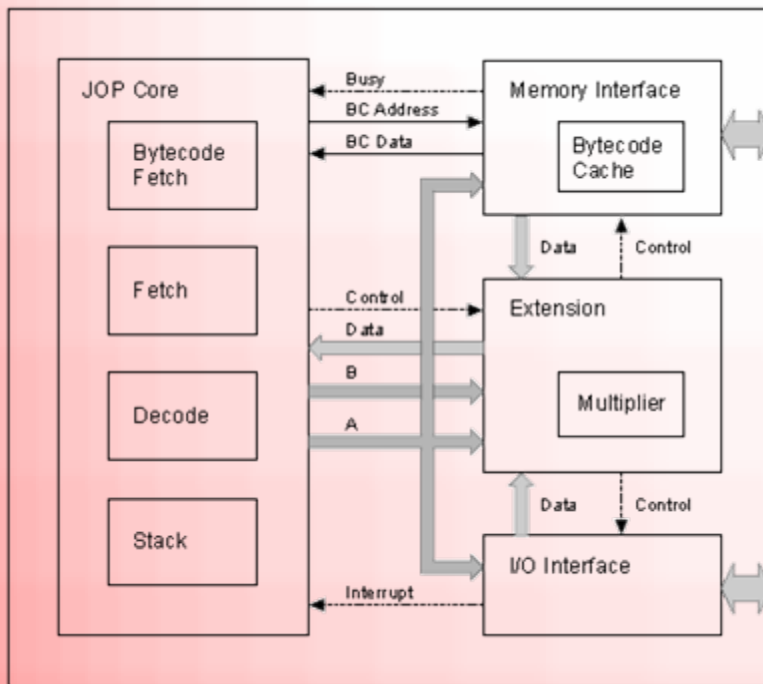 JOP Core
Bytecode
Fetch
Fetch
Decode
Stack
Busy
BC Address
BC Data
Control
Data
B
A
Interrupt
Memory Interface
Bytecode
Cache
Data
Control
Extension
Multiplier
Data
Control
I/O Interface